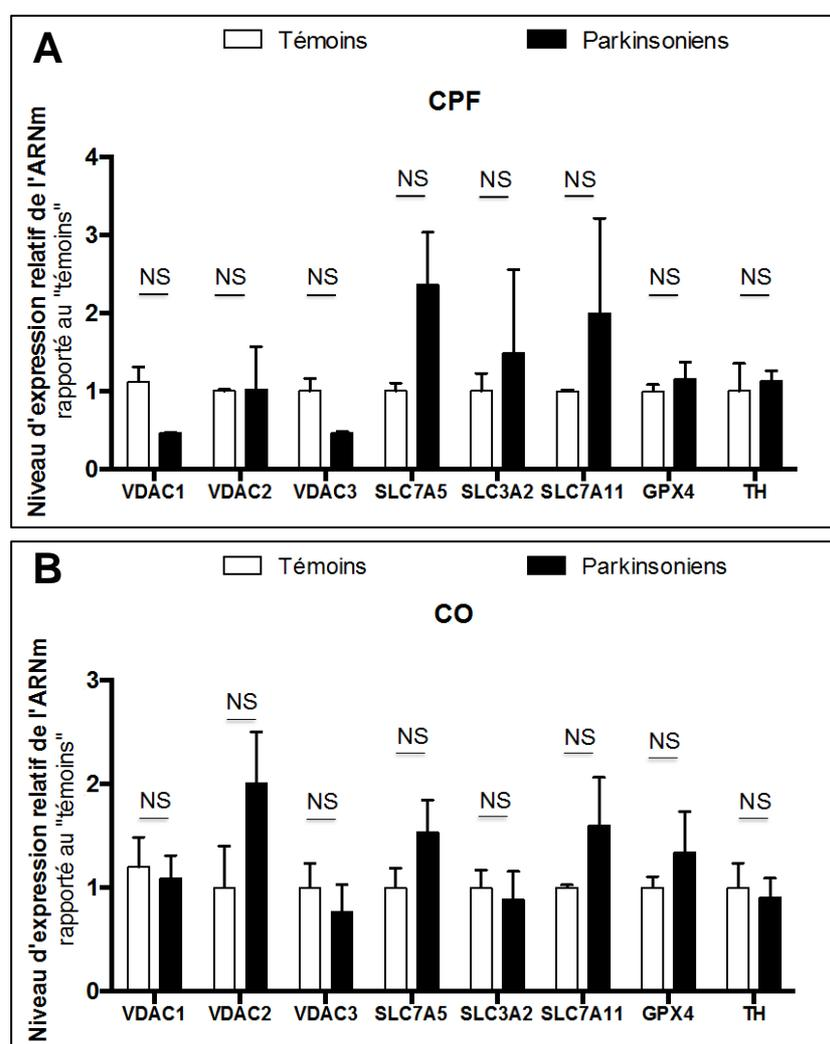 A
Témoins Parkinsoniens
CPF
Niveau d'expression relatif de l'ARNm
rapporté au "témoins"
4
3
2
1
0
NS NS NS NS NS NS NS NS
VDAC1 VDAC2 VDAC3 SLC7A5 SLC3A2 SLC7A11 GPX4 TH
B
Témoins Parkinsoniens
CO
Niveau d'expression relatif de l'ARNm
rapporté au "témoins"
3
2
1
0
NS NS NS NS NS NS NS NS
VDAC1 VDAC2 VDAC3 SLC7A5 SLC3A2 SLC7A11 GPX4 TH